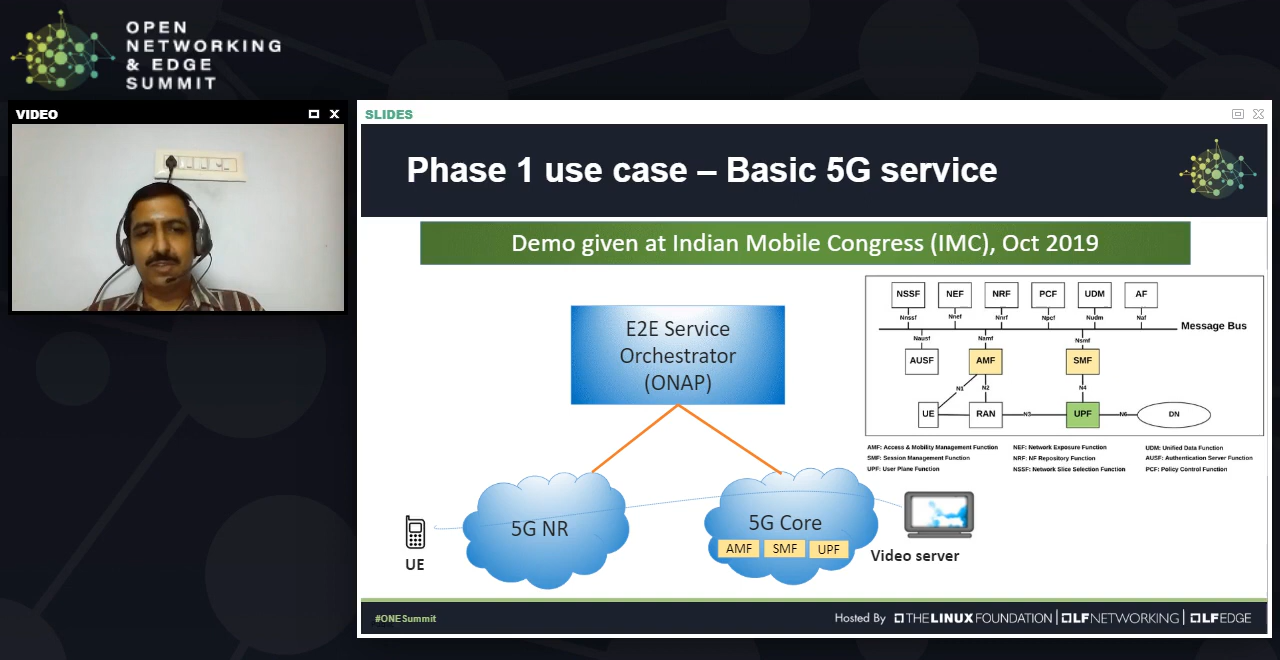 OPEN
NETWORKING
& EDGE
SUMMIT
VIDEO
SLIDES
Phase 1 use case – Basic 5G service
Demo given at Indian Mobile Congress (IMC), Oct 2019
E2E Service
Orchestrator
(ONAP)
5G NR
5G Core
AMF SMF UPF
UE
Video server
NSSF NEF NRF PCF UDM AF
Nnssf Nnef Nnrf Npcf Nudm Naf
Message Bus
Nausf Namf Nsmf
AUSF AMF SMF
N1 N2 N4
UE RAN N3 UPF N6 DN
AMF: Access & Mobility Management Function NEF: Network Exposure Function UDM: Unified Data Function
SMF: Session Management Function NRF: NF Repository Function AUSF: Authentication Server Function
UPF: User Plane Function NSSF: Network Slice Selection Function PCF: Policy Control Function
#ONESummit
Hosted By THE LINUX FOUNDATION | LF NETWORKING | LF EDGE